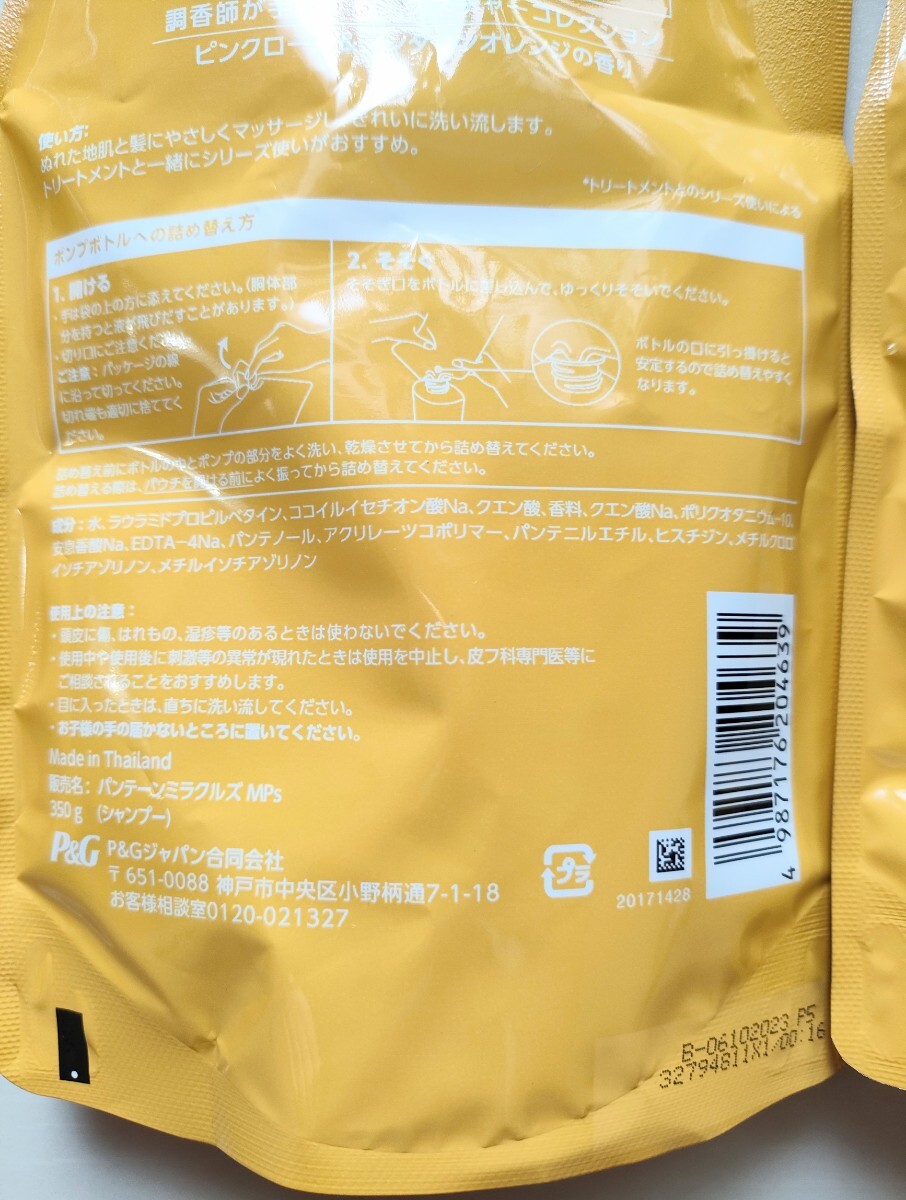 調香師が
コレクション
ピンクロー オレンジの香り
使い方:
ぬれた地肌と髪にやさしくマッサージし、きれいに洗い流します。
トリートメントと一緒にシリーズ使いがおすすめ。
*トリートメントとのシリーズ使いによる
ポンプボトルへの詰め替え方
1. 開ける
・手は袋の上の方に添えてください。(胴体部
分を持つと液が飛びだすことがあります。)
・切り口にご注意ください。
ご注意:パッケージの線
に沿って切ってください。
切れ端も適切に捨ててく
ださい。
2. そそぐ
そそぎ口をボトルに差し込んで、ゆっくりそそいでください。
ボトルの口に引っ掛けると
安定するので詰め替えやすく
なります。
詰め替え前にボトルの中とポンプの部分をよく洗い、乾燥させてから詰め替えてください。
詰め替える際は、パウチを開ける前によく振ってから詰め替えてください。
成分:水、ラウラミドプロピルベタイン、ココイルイセチオン酸Na、クエン酸、香料、クエン酸Na、ポリクオタニウム-10、
安息香酸Na、EDTA-4Na、パンテノール、アクリレーツコポリマー、パンテニルエチル、ヒスチジン、メチルクロロ
イソチアゾリノン、メチルイソチアゾリノン
使用上の注意:
・頭皮に傷、はれもの、湿疹等のあるときは使わないでください。
・使用中や使用後に刺激等の異常が現れたときは使用を中止し、皮フ科専門医等に
ご相談されることをおすすめします。
・目に入ったときは、直ちに洗い流してください。
・お子様の手の届かないところに置いてください。
Made in Thailand
販売名: パンテーンミラクルズ MPs
350g (シャンプー)
P&G P&Gジャパン合同会社
〒651-0088 神戸市中央区小野柄通7-1-18
お客様相談室0120-021327
プラ
20171428
4 987176 204639
B-06102023 P5
32794811X1/00:16